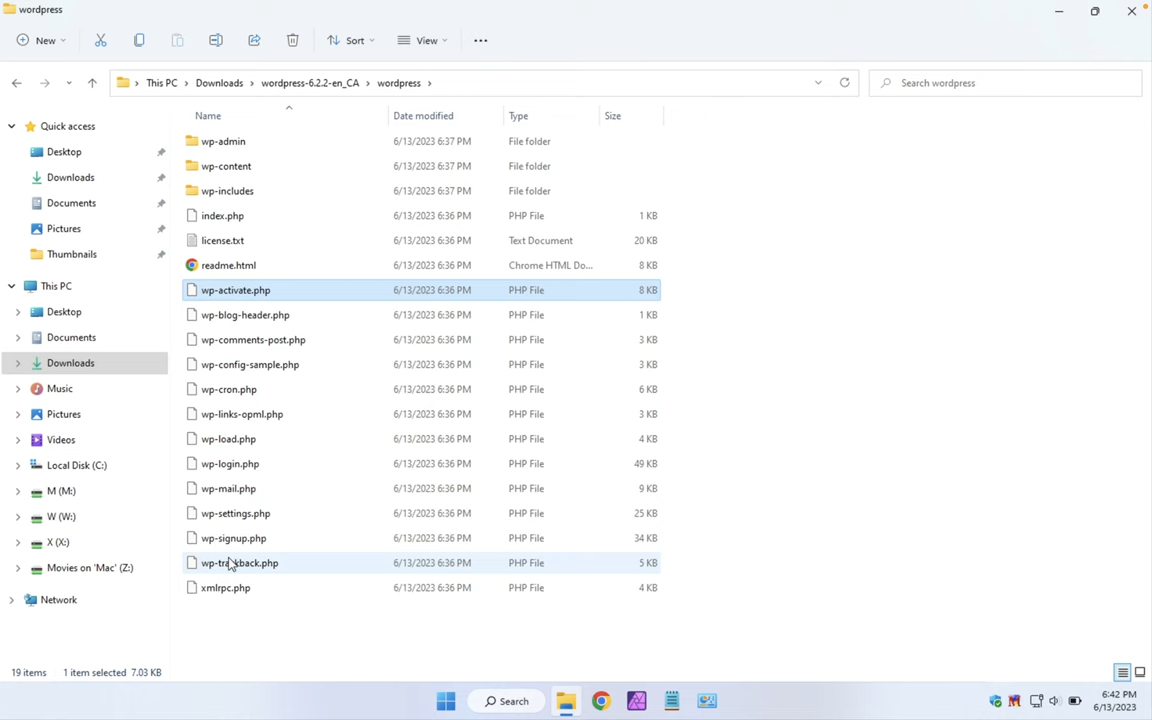 wordpress
New
Sort
View
This PC
Downloads
wordpress-6.2.2-en_CA
wordpress
Search wordpress
Quick access
Desktop
Downloads
Documents
Pictures
Thumbnails
This PC
Desktop
Documents
Downloads
Music
Pictures
Videos
Local Disk (C:)
M (M:)
W (W:)
X (X:)
Movies on 'Mac' (Z:)
Network
Name Date modified Type Size
wp-admin 6/13/2023 6:37 PM File folder
wp-content 6/13/2023 6:37 PM File folder
wp-includes 6/13/2023 6:37 PM File folder
index.php 6/13/2023 6:36 PM PHP File 1 KB
license.txt 6/13/2023 6:36 PM Text Document 20 KB
readme.html 6/13/2023 6:36 PM Chrome HTML Do... 8 KB
wp-activate.php 6/13/2023 6:36 PM PHP File 8 KB
wp-blog-header.php 6/13/2023 6:36 PM PHP File 1 KB
wp-comments-post.php 6/13/2023 6:36 PM PHP File 3 KB
wp-config-sample.php 6/13/2023 6:36 PM PHP File 3 KB
wp-cron.php 6/13/2023 6:36 PM PHP File 6 KB
wp-links-opml.php 6/13/2023 6:36 PM PHP File 3 KB
wp-load.php 6/13/2023 6:36 PM PHP File 4 KB
wp-login.php 6/13/2023 6:36 PM PHP File 49 KB
wp-mail.php 6/13/2023 6:36 PM PHP File 9 KB
wp-settings.php 6/13/2023 6:36 PM PHP File 25 KB
wp-signup.php 6/13/2023 6:36 PM PHP File 34 KB
wp-trackback.php 6/13/2023 6:36 PM PHP File 5 KB
xmlrpc.php 6/13/2023 6:36 PM PHP File 4 KB
19 items 1 item selected 7.03 KB
Search
6:42 PM
6/13/2023